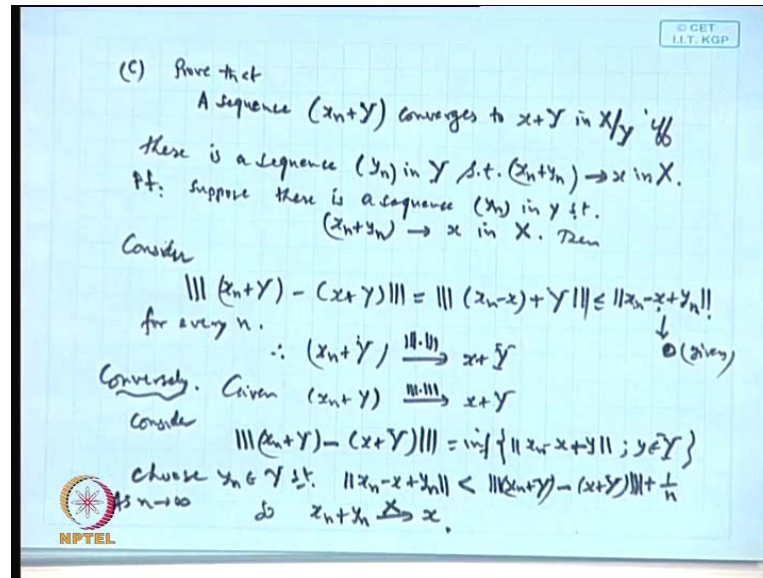 © CET
I.I.T. KGP
(C) Prove that
A sequence (xn+Y) converges to x+Y in X/Y iff
there is a sequence (yn) in Y s.t. (xn+yn) → x in X.
Pf: Suppose there is a sequence (yn) in Y st.
(xn+yn) → x in X. Then
Consider
||| (xn+Y) - (x+Y) ||| = ||| (xn-x) + Y ||| ≤ ||xn-x+yn||
for every n. ↓
∴ (xn+Y) |||.|||→ x+Y 0 (given)
Conversely. Given (xn+Y) |||.|||→ x+Y
Consider
|||(xn+Y) - (x+Y)||| = inf { || xn-x+y || ; y∈Y }
choose yn ∈ Y st. ||xn-x+yn|| < |||(xn+Y) - (x+Y)||| + 1/n
As n→∞ so xn+yn X→ x.
NPTEL